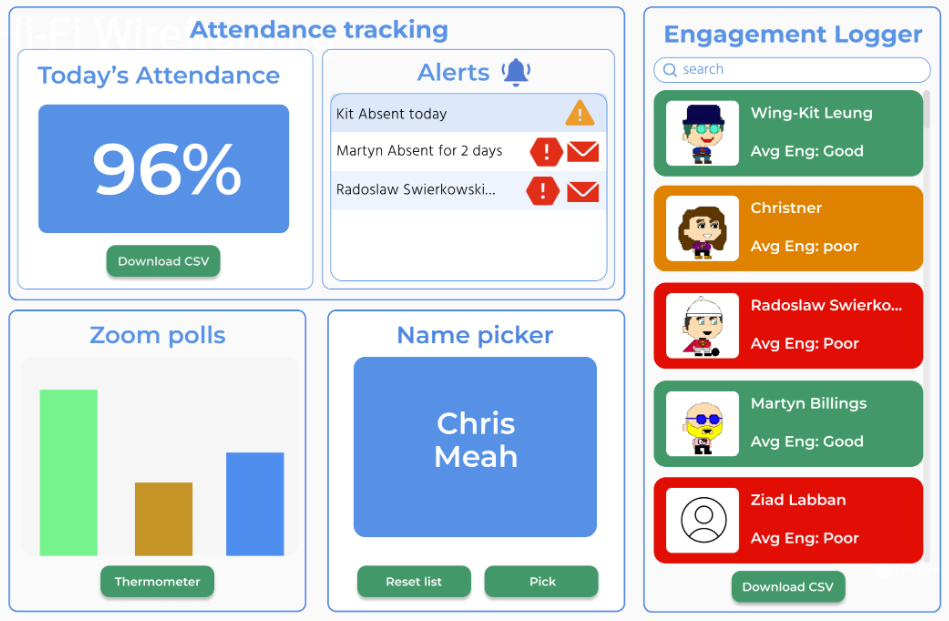 Hi-Fi Wirefra
Attendance tracking
Today’s Attendance
96%
Download CSV
Alerts
Kit Absent today
Martyn Absent for 2 days
Radoslaw Swierkowski...
Zoom polls
Thermometer
Name picker
Chris
Meah
Reset list
Pick
Engagement Logger
search
Wing-Kit Leung
Avg Eng: Good
Christner
Avg Eng: poor
Radoslaw Swierko...
Avg Eng: Poor
Martyn Billings
Avg Eng: Good
Ziad Labban
Avg Eng: Poor
Download CSV